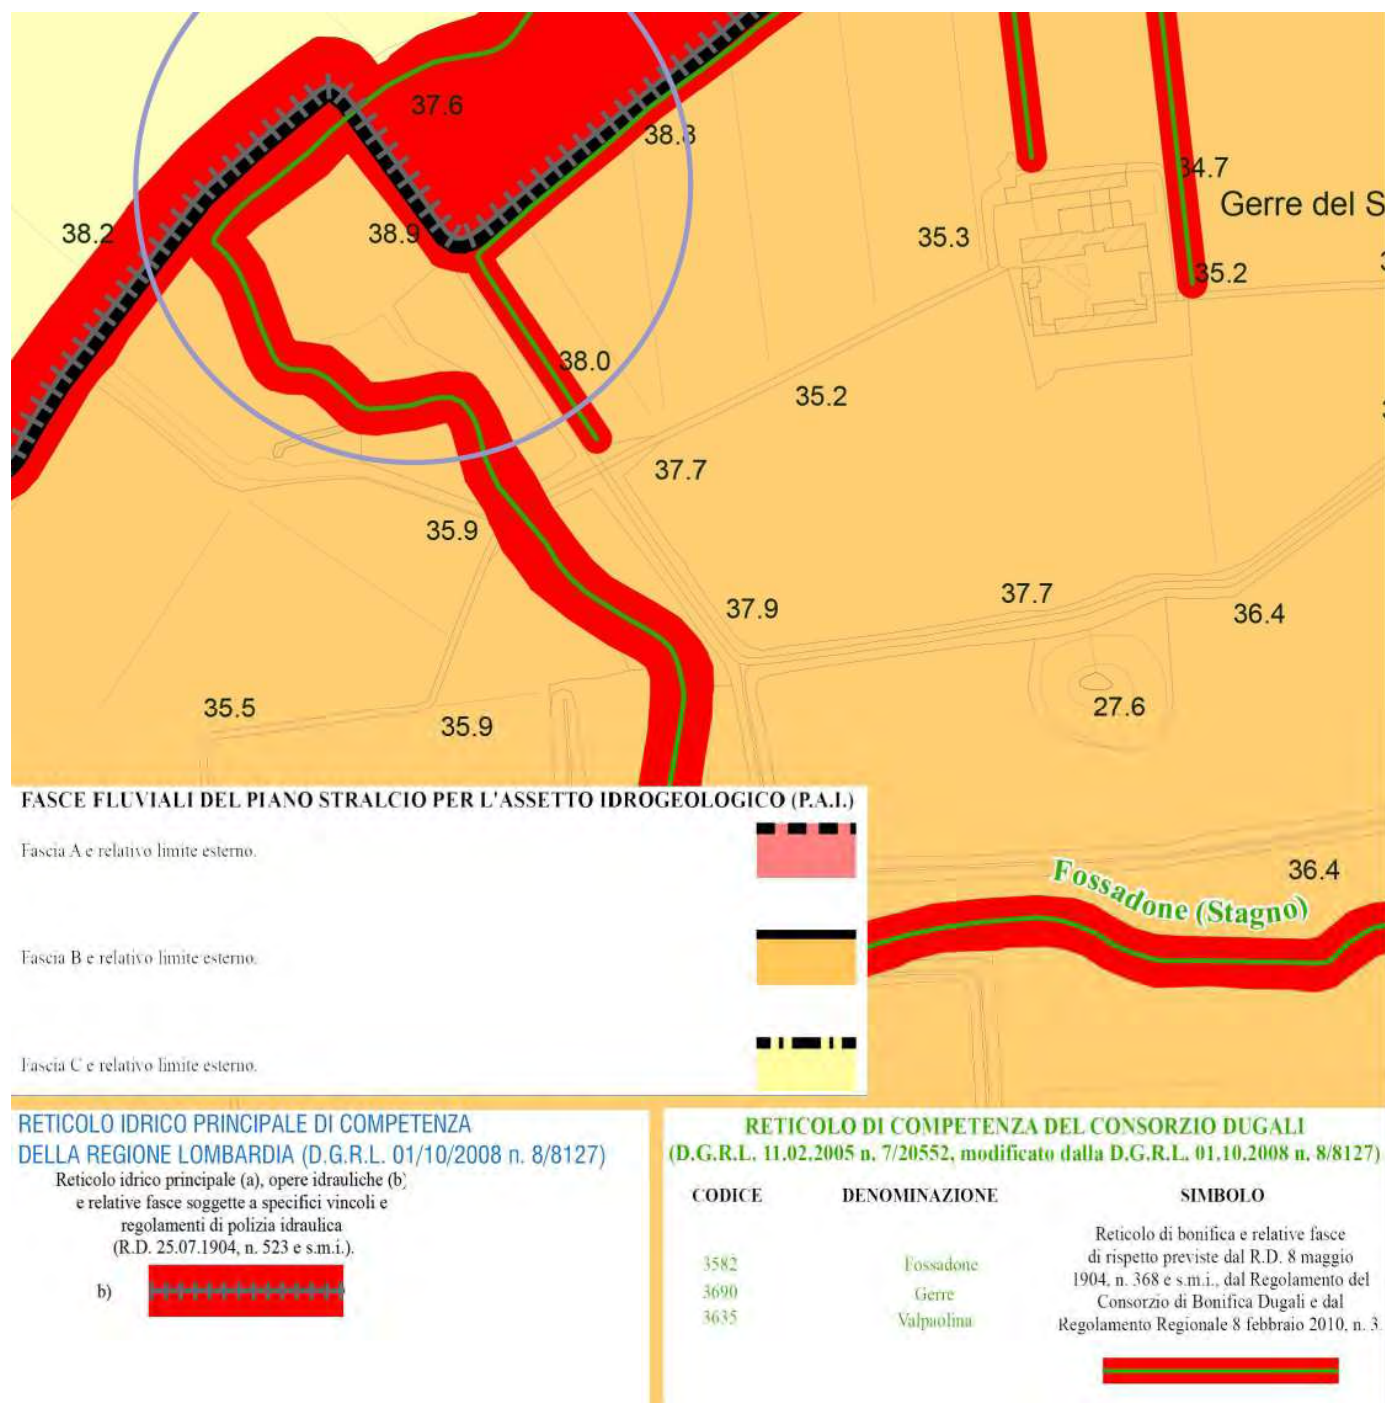 37.6
38.3
34.7
Gerre del S
38.2
38.9
35.3
35.2
38.0
35.2
37.7
35.9
37.9
37.7
36.4
35.5
35.9
27.6
FASCE FLUVIALI DEL PIANO STRALCIO PER L'ASSETTO IDROGEOLOGICO (P.A.I.)
Fascia A e relativo limite esterno.
Fossadone (Stagno)
36.4
Fascia B e relativo limite esterno.
Fascia C e relativo limite esterno.
RETICOLO IDRICO PRINCIPALE DI COMPETENZA
DELLA REGIONE LOMBARDIA (D.G.R.L. 01/10/2008 n. 8/8127)
Reticolo idrico principale (a), opere idrauliche (b)
e relative fasce soggette a specifici vincoli e
regolamenti di polizia idraulica
(R.D. 25.07.1904, n. 523 e s.m.i.).
b)
RETICOLO DI COMPETENZA DEL CONSORZIO DUGALI
(D.G.R.L. 11.02.2005 n. 7/20552, modificato dalla D.G.R.L. 01.10.2008 n. 8/8127)
CODICE DENOMINAZIONE SIMBOLO
3582 Fossadone
3690 Gerre
3635 Valpaolina
Reticolo di bonifica e relative fasce
di rispetto previste dal R.D. 8 maggio
1904, n. 368 e s.m.i., dal Regolamento del
Consorzio di Bonifica Dugali e dal
Regolamento Regionale 8 febbraio 2010, n. 3.